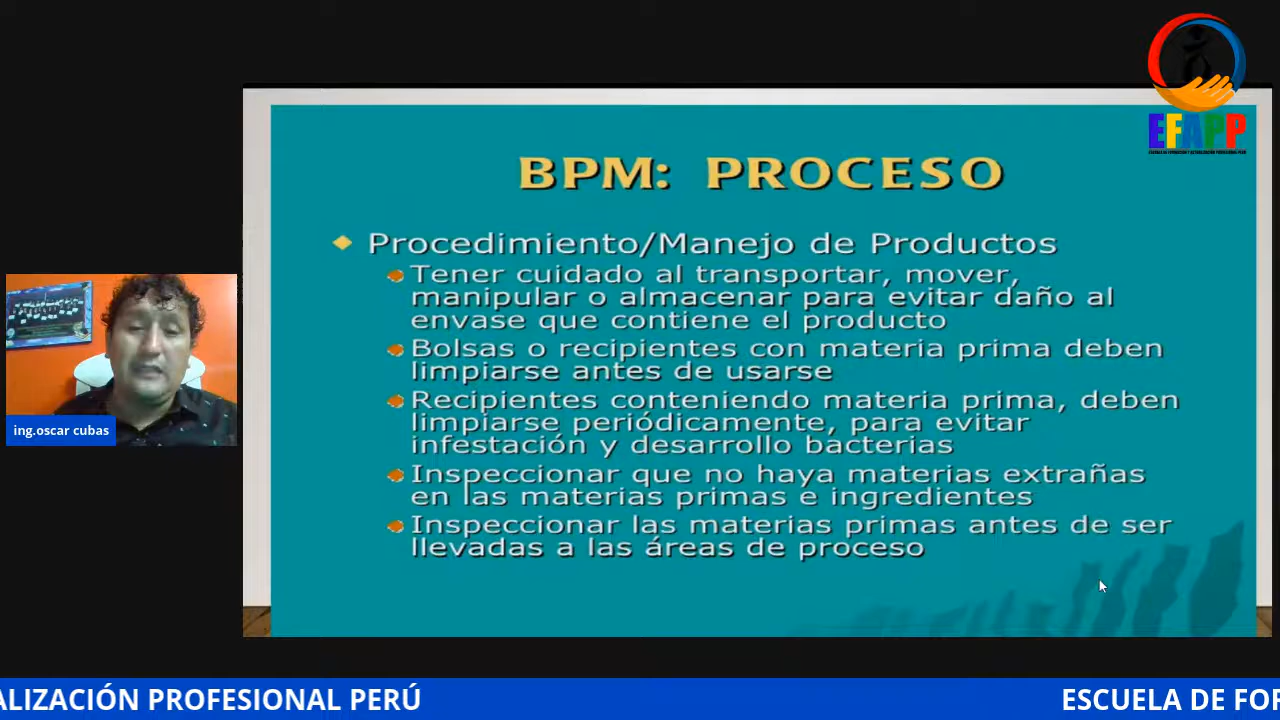 EFAPP
BPM: PROCESO
Procedimiento/Manejo de Productos
Tener cuidado al transportar, mover,
manipular o almacenar para evitar daño al
envase que contiene el producto
Bolsas o recipientes con materia prima deben
limpiarse antes de usarse
Recipientes conteniendo materia prima, deben
limpiarse periódicamente, para evitar
infestación y desarrollo bacterias
Inspeccionar que no haya materias extrañas
en las materias primas e ingredientes
Inspeccionar las materias primas antes de ser
llevadas a las áreas de proceso
ing.oscar cubas
ALIZACIÓN PROFESIONAL PERÚ
ESCUELA DE FOR